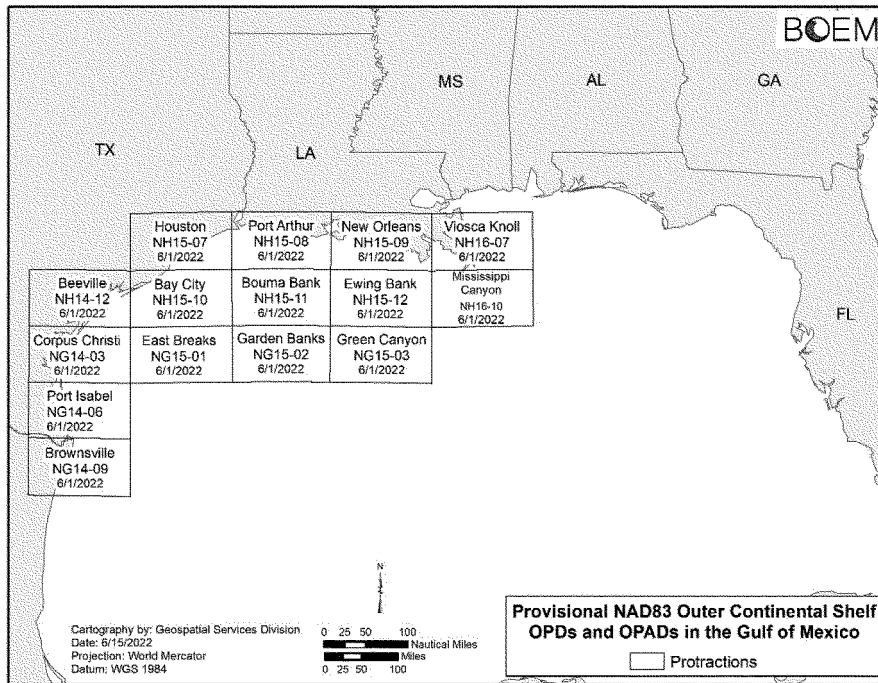 BOEM
MS
AL
GA
TX
LA
FL
Houston
NH15-07
6/1/2022
Port Arthur
NH15-08
6/1/2022
New Orleans
NH15-09
6/1/2022
Viosca Knoll
NH16-07
6/1/2022
Beeville
NH14-12
6/1/2022
Bay City
NH15-10
6/1/2022
Bouma Bank
NH15-11
6/1/2022
Ewing Bank
NH15-12
6/1/2022
Mississippi
Canyon
NH16-10
6/1/2022
Corpus Christi
NG14-03
6/1/2022
East Breaks
NG15-01
6/1/2022
Garden Banks
NG15-02
6/1/2022
Green Canyon
NG15-03
6/1/2022
Port Isabel
NG14-06
6/1/2022
Brownsville
NG14-09
6/1/2022
N
Cartography by: Geospatial Services Division
Date: 6/15/2022
Projection: World Mercator
Datum: WGS 1984
0 25 50 100
Nautical Miles
Miles
0 25 50 100
Provisional NAD83 Outer Continental Shelf
OPDs and OPADs in the Gulf of Mexico
Protractions